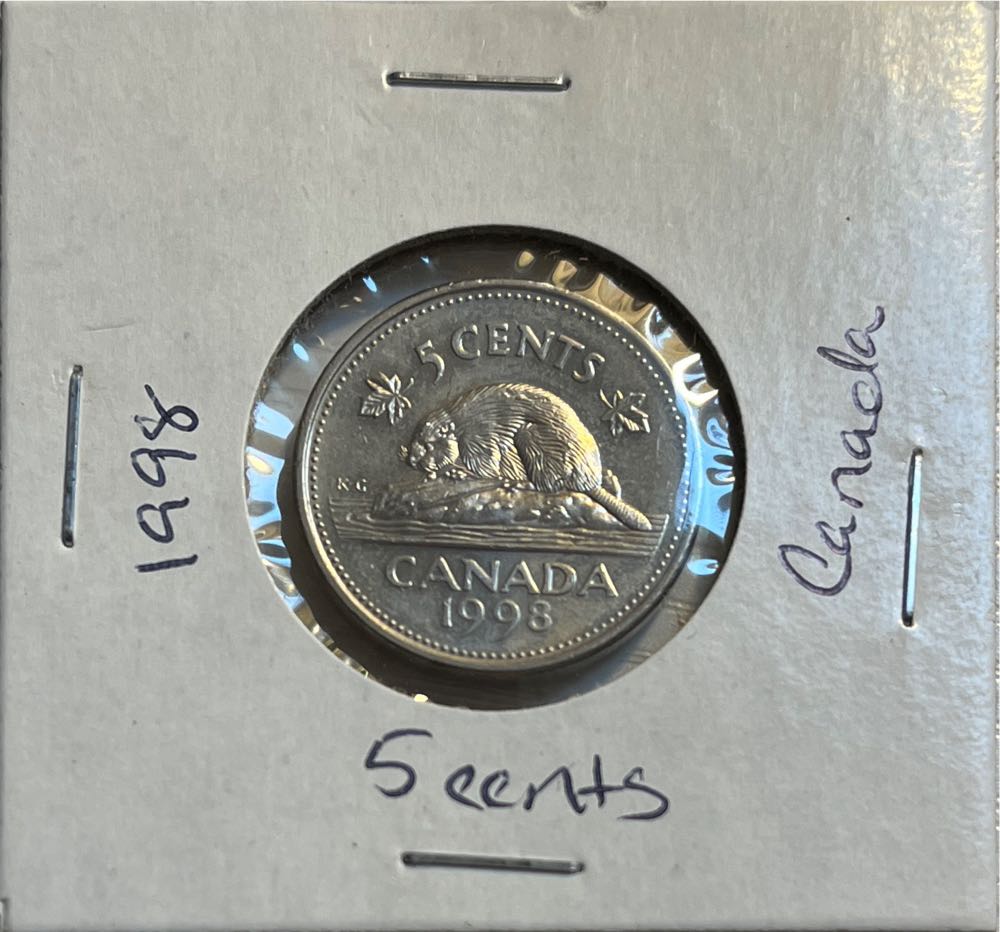 1998
5 CENTS
KG
CANADA
1998
Canada
5 cents